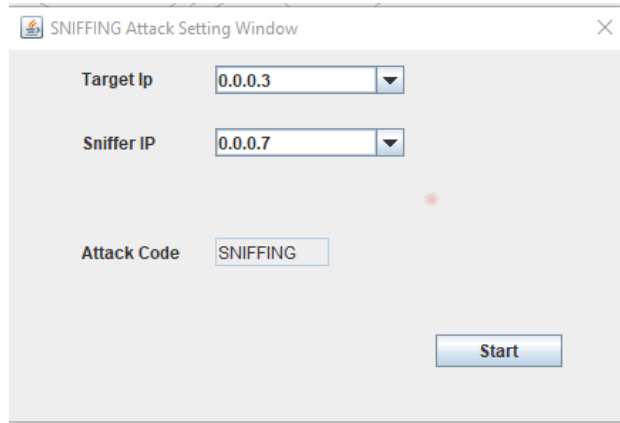 SNIFFING Attack Setting Window
Target Ip 0.0.0.3
Sniffer IP 0.0.0.7
Attack Code SNIFFING
Start